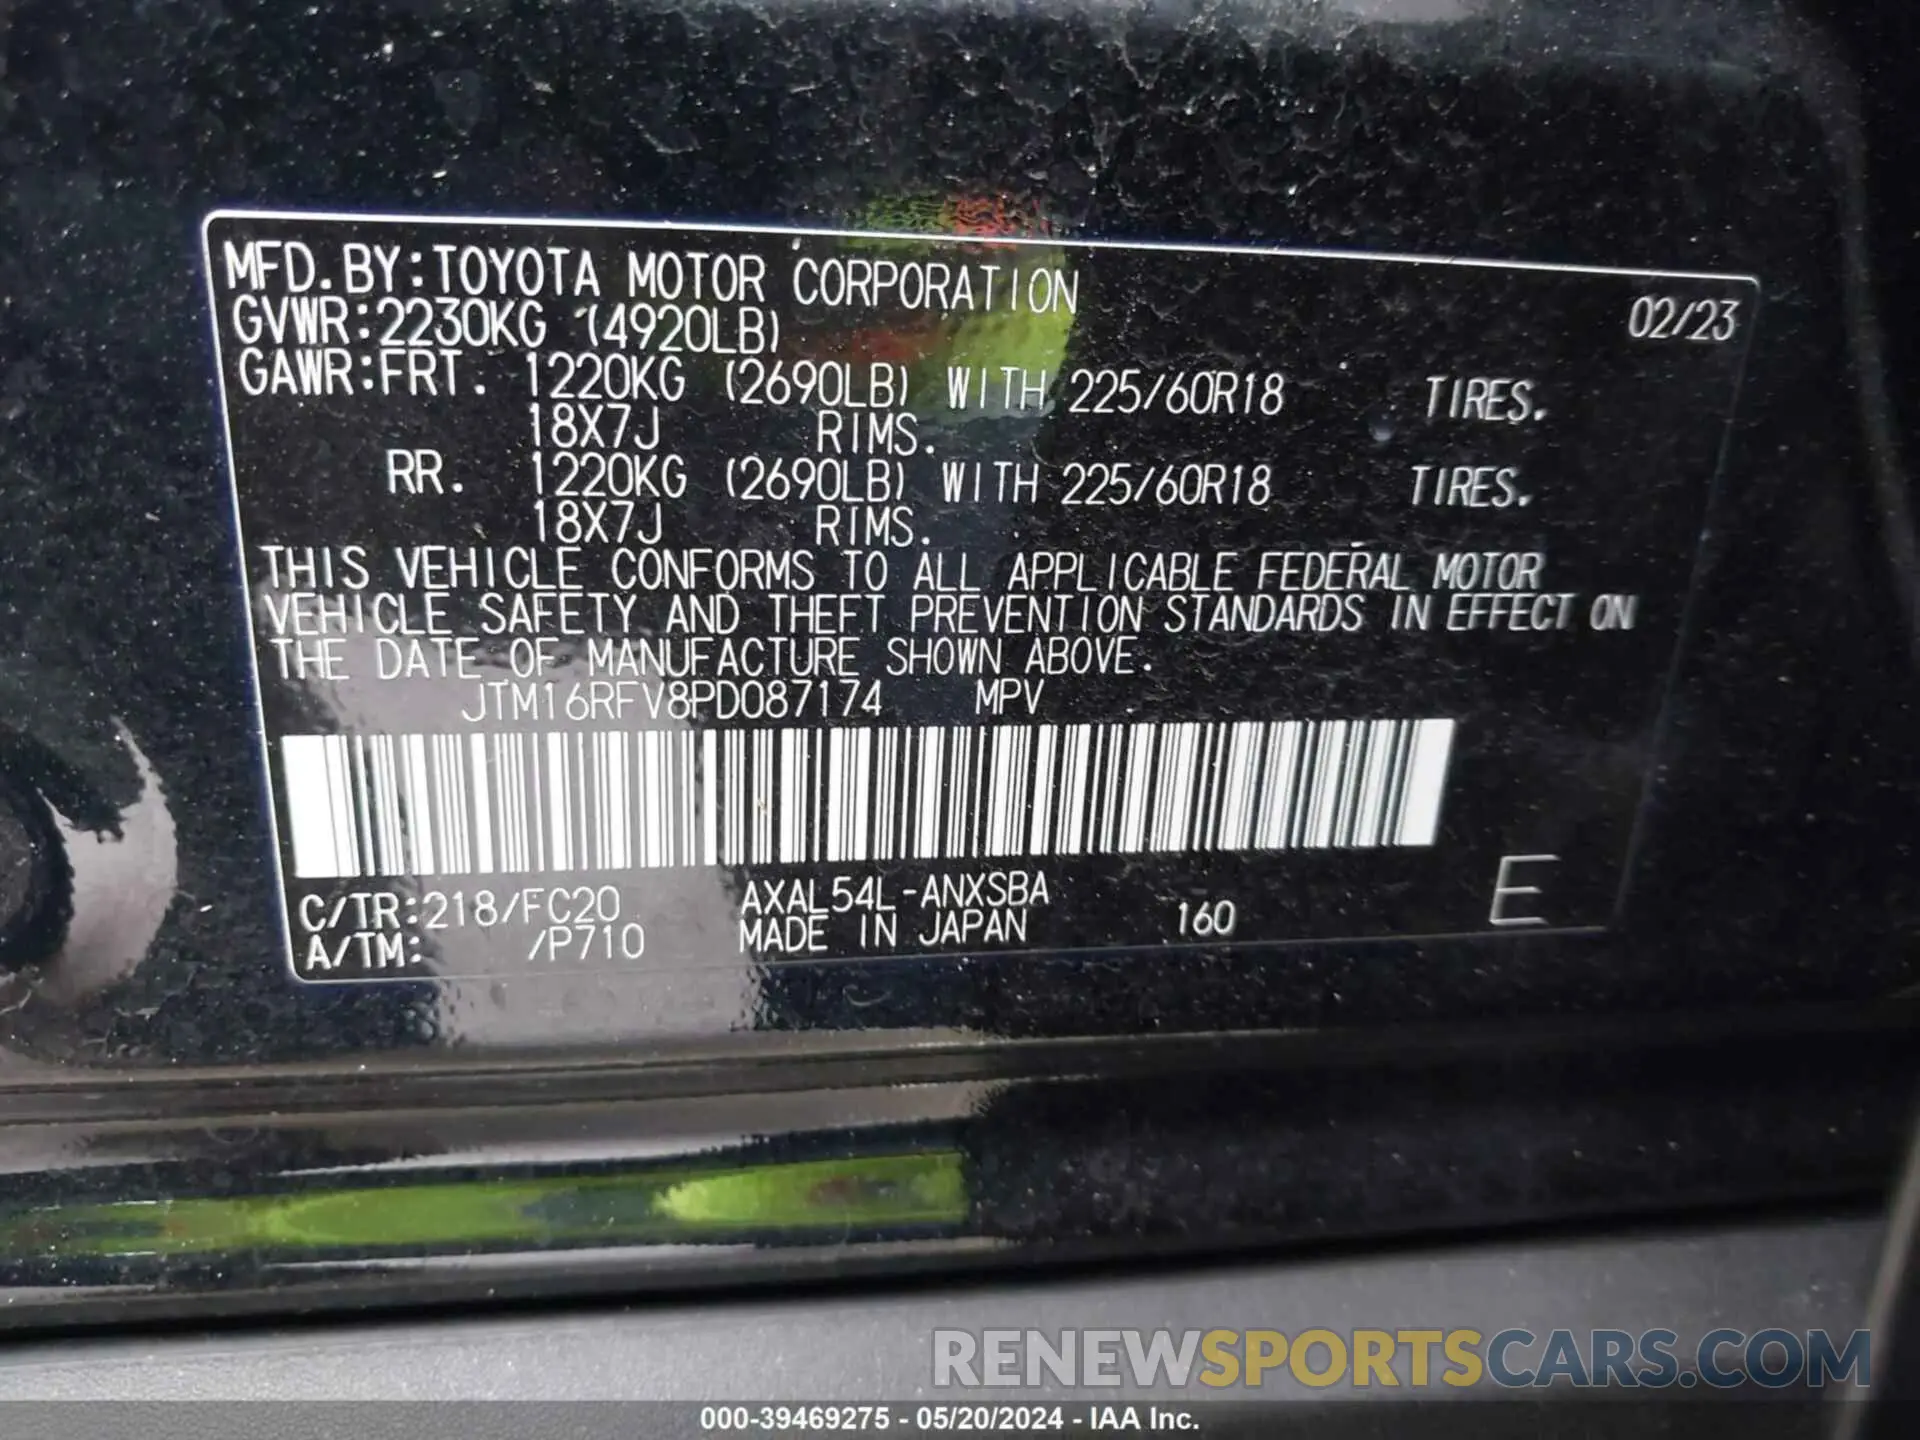 MFD.BY:TOYOTA MOTOR CORPORATION 02/23
GVWR:2230KG (4920LB)
GAWR:FRT. 1220KG (2690LB) WITH 225/60R18 TIRES.
18X7J RIMS.
RR. 1220KG (2690LB) WITH 225/60R18 TIRES.
18X7J RIMS.
THIS VEHICLE CONFORMS TO ALL APPLICABLE FEDERAL MOTOR
VEHICLE SAFETY AND THEFT PREVENTION STANDARDS IN EFFECT ON
THE DATE OF MANUFACTURE SHOWN ABOVE.
JTM16RFV8PD087174 MPV
C/TR:218/FC20 AXAL54L-ANXSBA
A/TM: /P710 MADE IN JAPAN 160 E
RENEWSPORTSCARS.COM
000-39469275 - 05/20/2024 - IAA Inc.